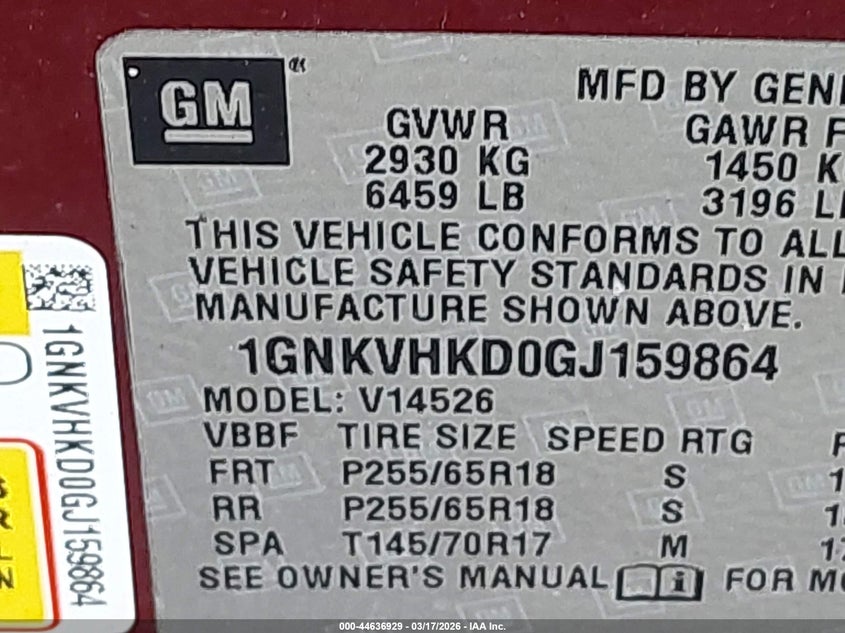 GM
MFD BY GEN
GVWR GAWR F
2930 KG 1450 K
6459 LB 3196 L
THIS VEHICLE CONFORMS TO ALL
VEHICLE SAFETY STANDARDS IN
MANUFACTURE SHOWN ABOVE.
1GNKVHKD0GJ159864
MODEL: V14526
VBBF TIRE SIZE SPEED RTG
FRT P255/65R18 S
RR P255/65R18 S
SPA T145/70R17 M 17
SEE OWNER'S MANUAL i FOR MO
1GNKVHKD0GJ159864
S
R
L
N
000-44636929 - 03/17/2026 - IAA Inc.